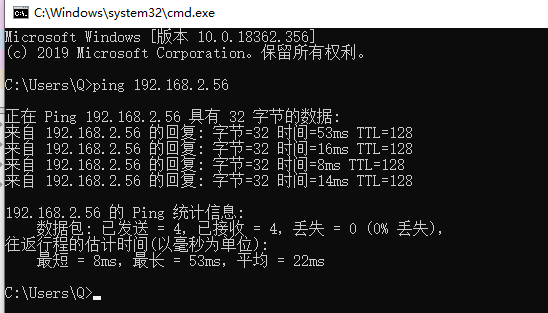 C:\Windows\system32\cmd.exe
Microsoft Windows [版本 10.0.18362.356]
(c) 2019 Microsoft Corporation。保留所有权利。
C:\Users\Q>ping 192.168.2.56
正在 Ping 192.168.2.56 具有 32 字节的数据:
来自 192.168.2.56 的回复: 字节=32 时间=53ms TTL=128
来自 192.168.2.56 的回复: 字节=32 时间=16ms TTL=128
来自 192.168.2.56 的回复: 字节=32 时间=8ms TTL=128
来自 192.168.2.56 的回复: 字节=32 时间=14ms TTL=128
192.168.2.56 的 Ping 统计信息:
数据包: 已发送 = 4，已接收 = 4，丢失 = 0 (0% 丢失)，
往返行程的估计时间(以毫秒为单位):
最短 = 8ms，最长 = 53ms，平均 = 22ms
C:\Users\Q>